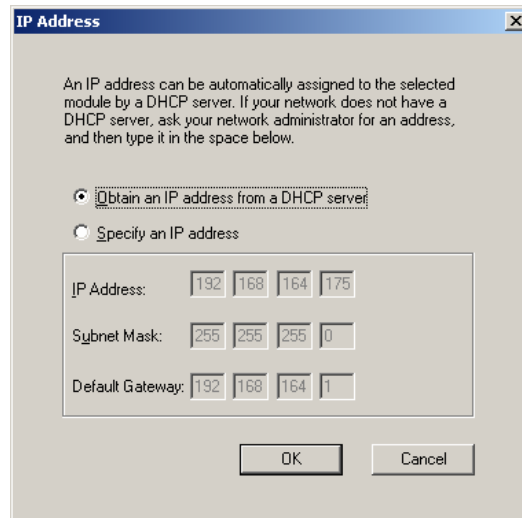 IP Address
An IP address can be automatically assigned to the selected
module by a DHCP server. If your network does not have a
DHCP server, ask your network administrator for an address,
and then type it in the space below.
Obtain an IP address from a DHCP server
Specify an IP address
IP Address: 192 168 164 175
Subnet Mask: 255 255 255 0
Default Gateway: 192 168 164 1
OK Cancel